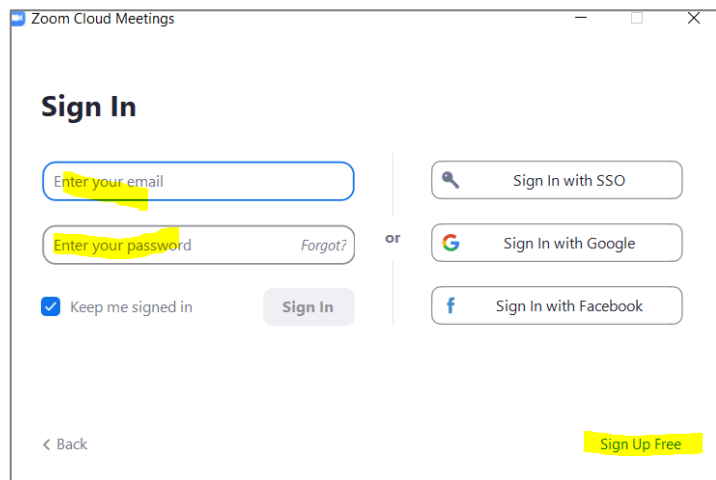 Zoom Cloud Meetings
Sign In
Enter your email
Enter your password Forgot?
Keep me signed in Sign In
or
Sign In with SSO
Sign In with Google
Sign In with Facebook
Back
Sign Up Free